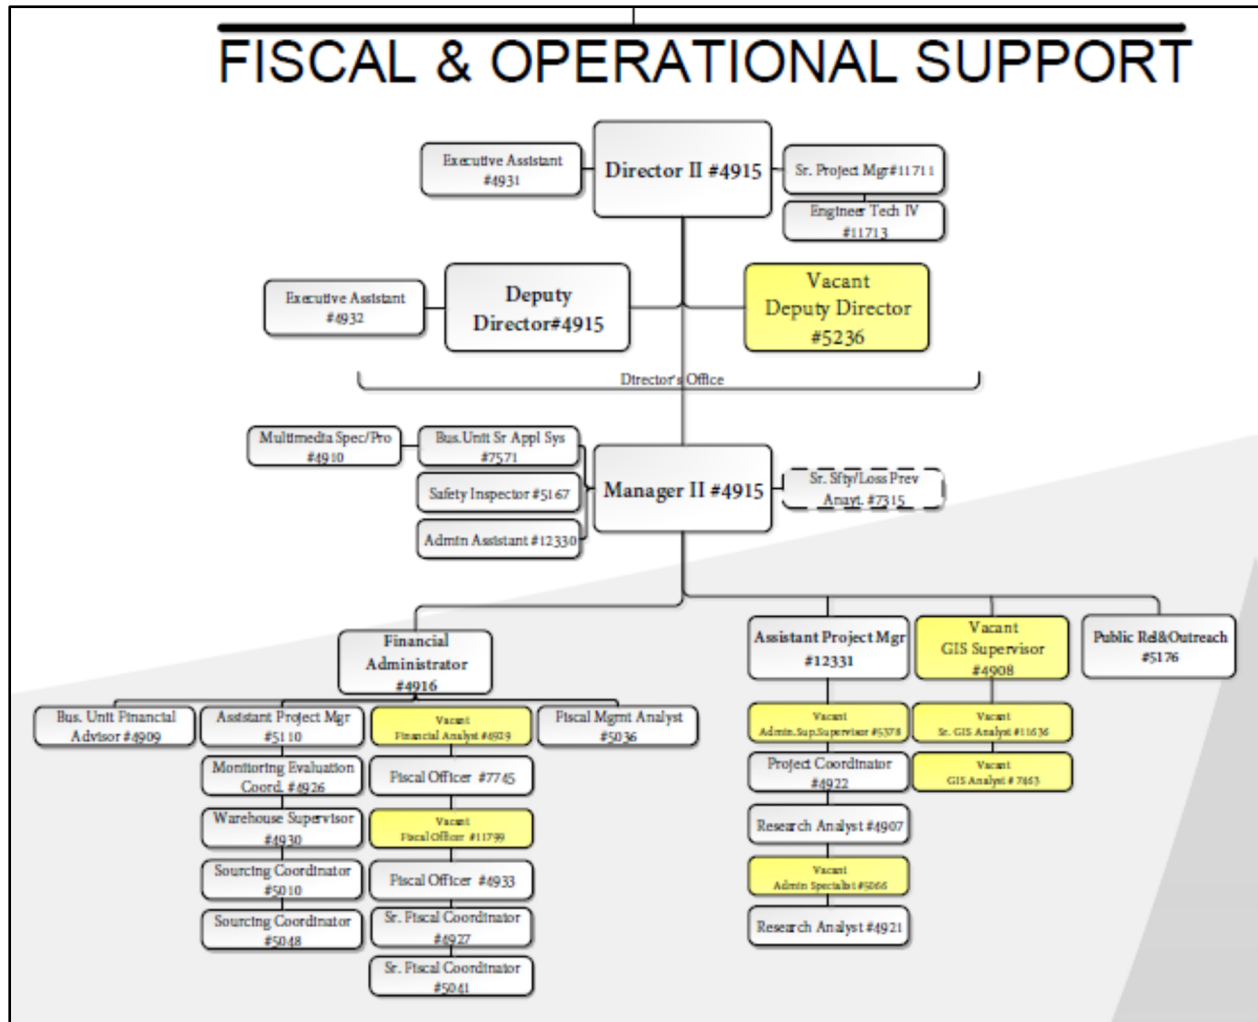 FISCAL & OPERATIONAL SUPPORT
Executive Assistant
#4931
Director II #4915
Sr. Project Mgr#11711
Engineer Tech IV
#11713
Executive Assistant
#4932
Deputy
Director#4915
Vacant
Deputy Director
#5236
Director's Office
Multimedia Spec/Pro
#4910
Bus.Unit Sr Appl Sys
#7571
Safety Inspector #5167
Admin Assistant #12330
Manager II #4915
Sr. Sfty/Loss Prev
Anayt. #7315
Financial
Administrator
#4916
Assistant Project Mgr
#12331
Vacant
GIS Supervisor
#4908
Public Rel&Outreach
#5176
Bus. Unit Financial
Advisor #4909
Assistant Project Mgr
#5110
Vacant
Financial Analyst #4929
Fiscal Mgmt Analyst
#5036
Monitoring Evaluation
Coord. #4926
Warehouse Supervisor
#4930
Sourcing Coordinator
#5010
Sourcing Coordinator
#5048
Fiscal Officer #7745
Vacant
Fiscal Officer #11799
Fiscal Officer #4933
Sr. Fiscal Coordinator
#4927
Sr. Fiscal Coordinator
#5041
Vacant
Admin.Sup.Supervisor #5378
Project Coordinator
#4922
Research Analyst #4907
Vacant
Admin Specialist #5066
Research Analyst #4921
Vacant
Sr. GIS Analyst #11636
Vacant
GIS Analyst # 7463